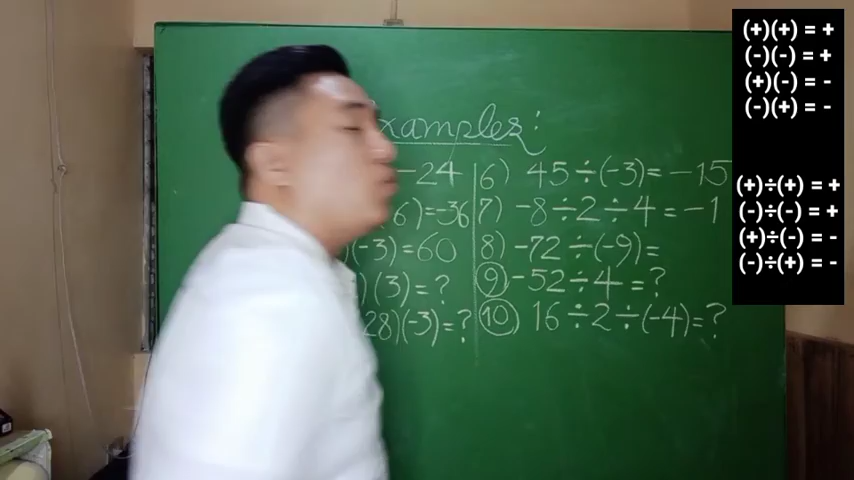 xamples:
-24
6)=-36
(-3)=60
)(3)=?
28)(-3)=?
6) 45÷(-3)=-15
7) -8÷2÷4=-1
8) -72÷(-9)=
9 -52÷4=?
10 16÷2÷(-4)=?
(+)(+) = +
(-)(-) = +
(+)(-) = -
(-)(+) = -
(+)÷(+) = +
(-)÷(-) = +
(+)÷(-) = -
(-)÷(+) = -